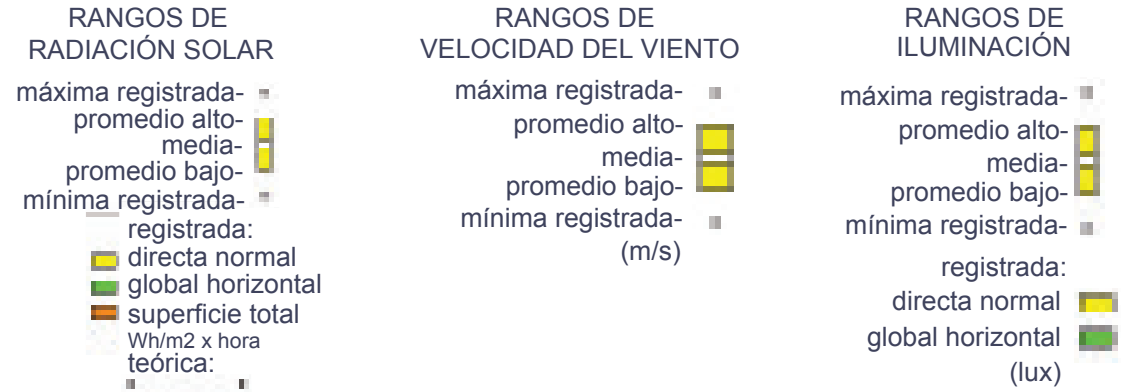 RANGOS DE
RADIACIÓN SOLAR
máxima registrada-
promedio alto-
media-
promedio bajo-
mínima registrada-
registrada:
directa normal
global horizontal
superficie total
Wh/m2 x hora
teórica:
RANGOS DE
VELOCIDAD DEL VIENTO
máxima registrada-
promedio alto-
media-
promedio bajo-
mínima registrada-
(m/s)
RANGOS DE
ILUMINACIÓN
máxima registrada-
promedio alto-
media-
promedio bajo-
mínima registrada-
registrada:
directa normal
global horizontal
(lux)